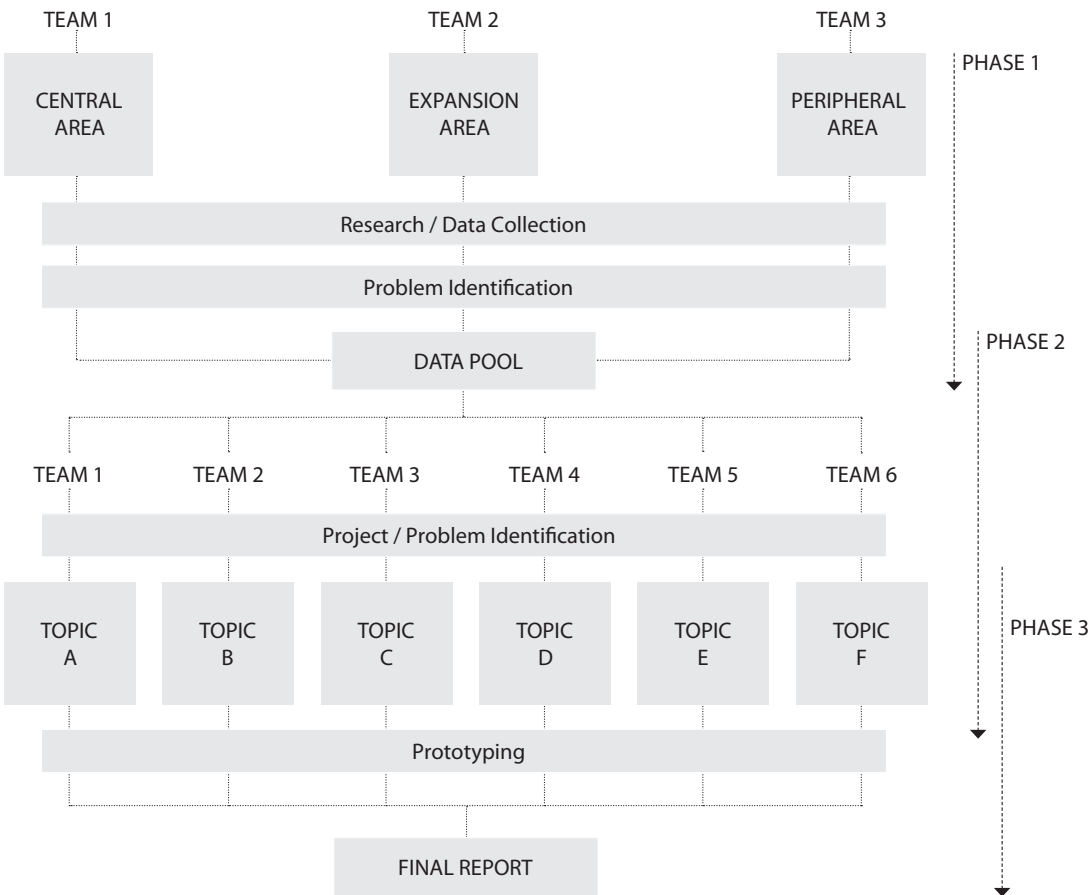 TEAM 1
TEAM 2
TEAM 3
PHASE 1
CENTRAL
AREA
EXPANSION
AREA
PERIPHERAL
AREA
Research / Data Collection
Problem Identification
DATA POOL
PHASE 2
TEAM 1
TEAM 2
TEAM 3
TEAM 4
TEAM 5
TEAM 6
Project / Problem Identification
TOPIC
A
TOPIC
B
TOPIC
C
TOPIC
D
TOPIC
E
TOPIC
F
PHASE 3
Prototyping
FINAL REPORT